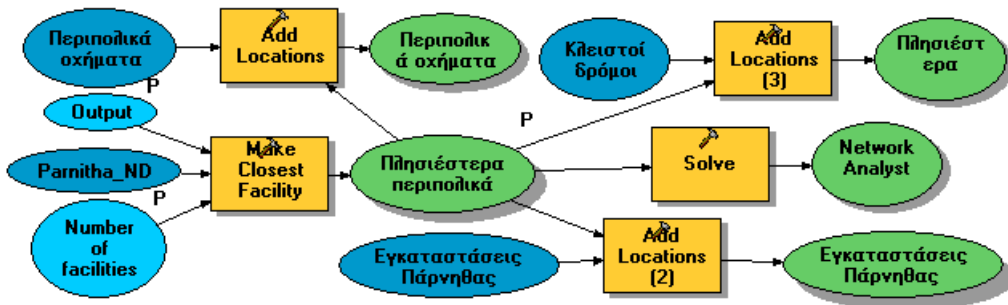 Περιπολικά
οχήματα
Add
Locations
Περιπολικ
ά οχήματα
Κλειστοί
δρόμοι
Add
Locations
(3)
Πλησιέστ
ερα
P
Output
P
Make
Closest
Facility
Πλησιέστερα
περιπολικά
Solve
Network
Analyst
Parnitha_ND
P
Number
of
facilities
Εγκαταστάσεις
Πάρνηθας
Add
Locations
(2)
Εγκαταστάσεις
Πάρνηθας